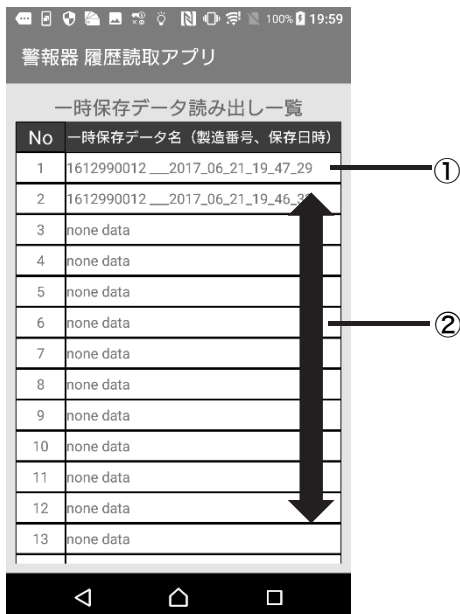 100% 19:59
警報器 履歴読取アプリ
一時保存データ読み出し一覧
No 一時保存データ名(製造番号、保存日時)
1 1612990012 __2017_06_21_19_47_29
①
2 1612990012 __2017_06_21_19_46_3
3 none data
4 none data
5 none data
6 none data
②
7 none data
8 none data
9 none data
10 none data
11 none data
12 none data
13 none data